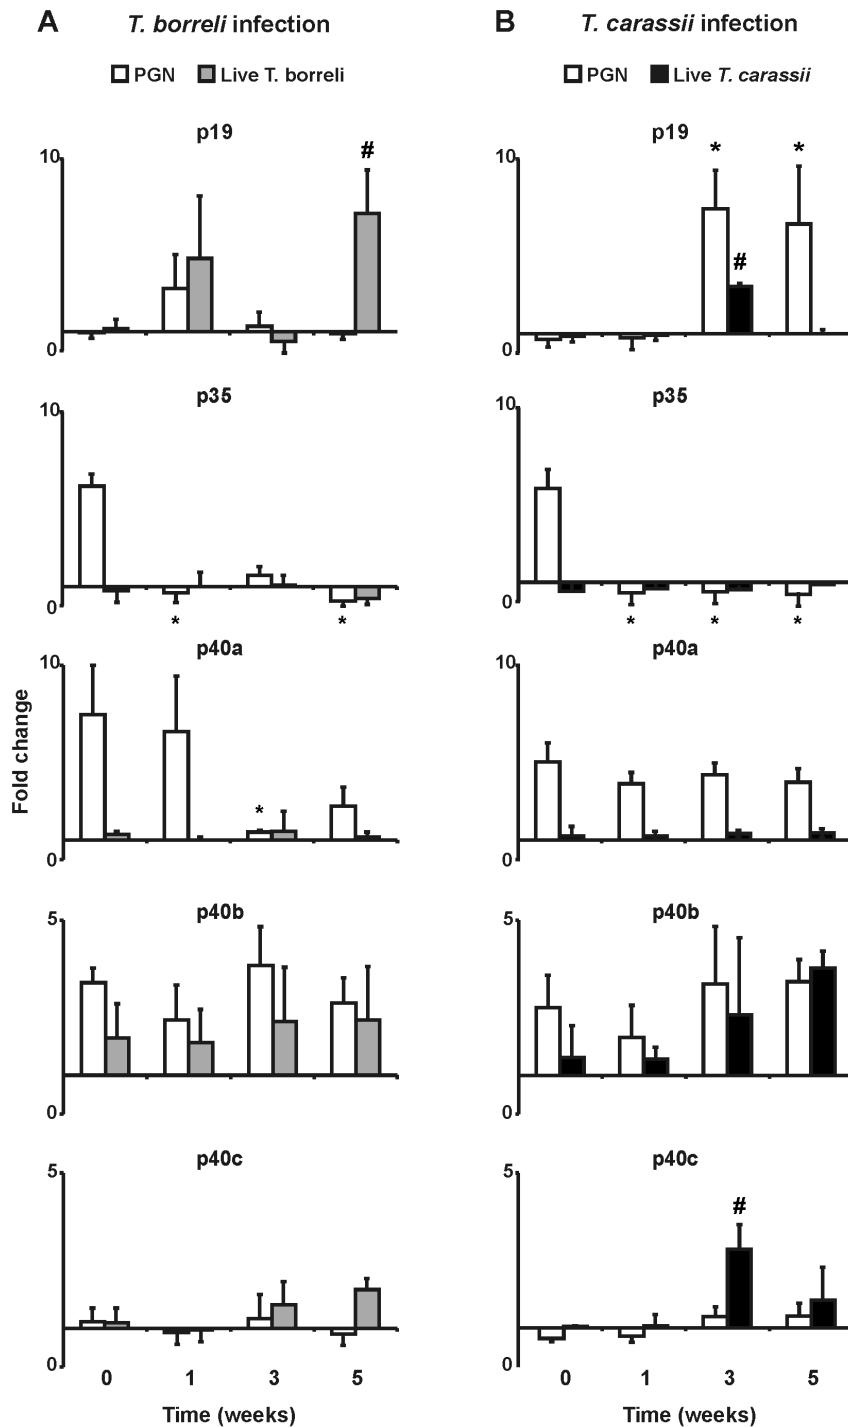 A T. borreli infection
PGN Live T. borreli
p19
10
#
0
p35
10
0
* *
p40a
10
*
0
Fold change
p40b
5
0
p40c
5
0
0 1 3 5
Time (weeks)
B T. carassii infection
PGN Live T. carassii
p19
10
* *
#
0
p35
10
0
* * *
p40a
10
0
p40b
5
0
p40c
5
#
0
0 1 3 5
Time (weeks)